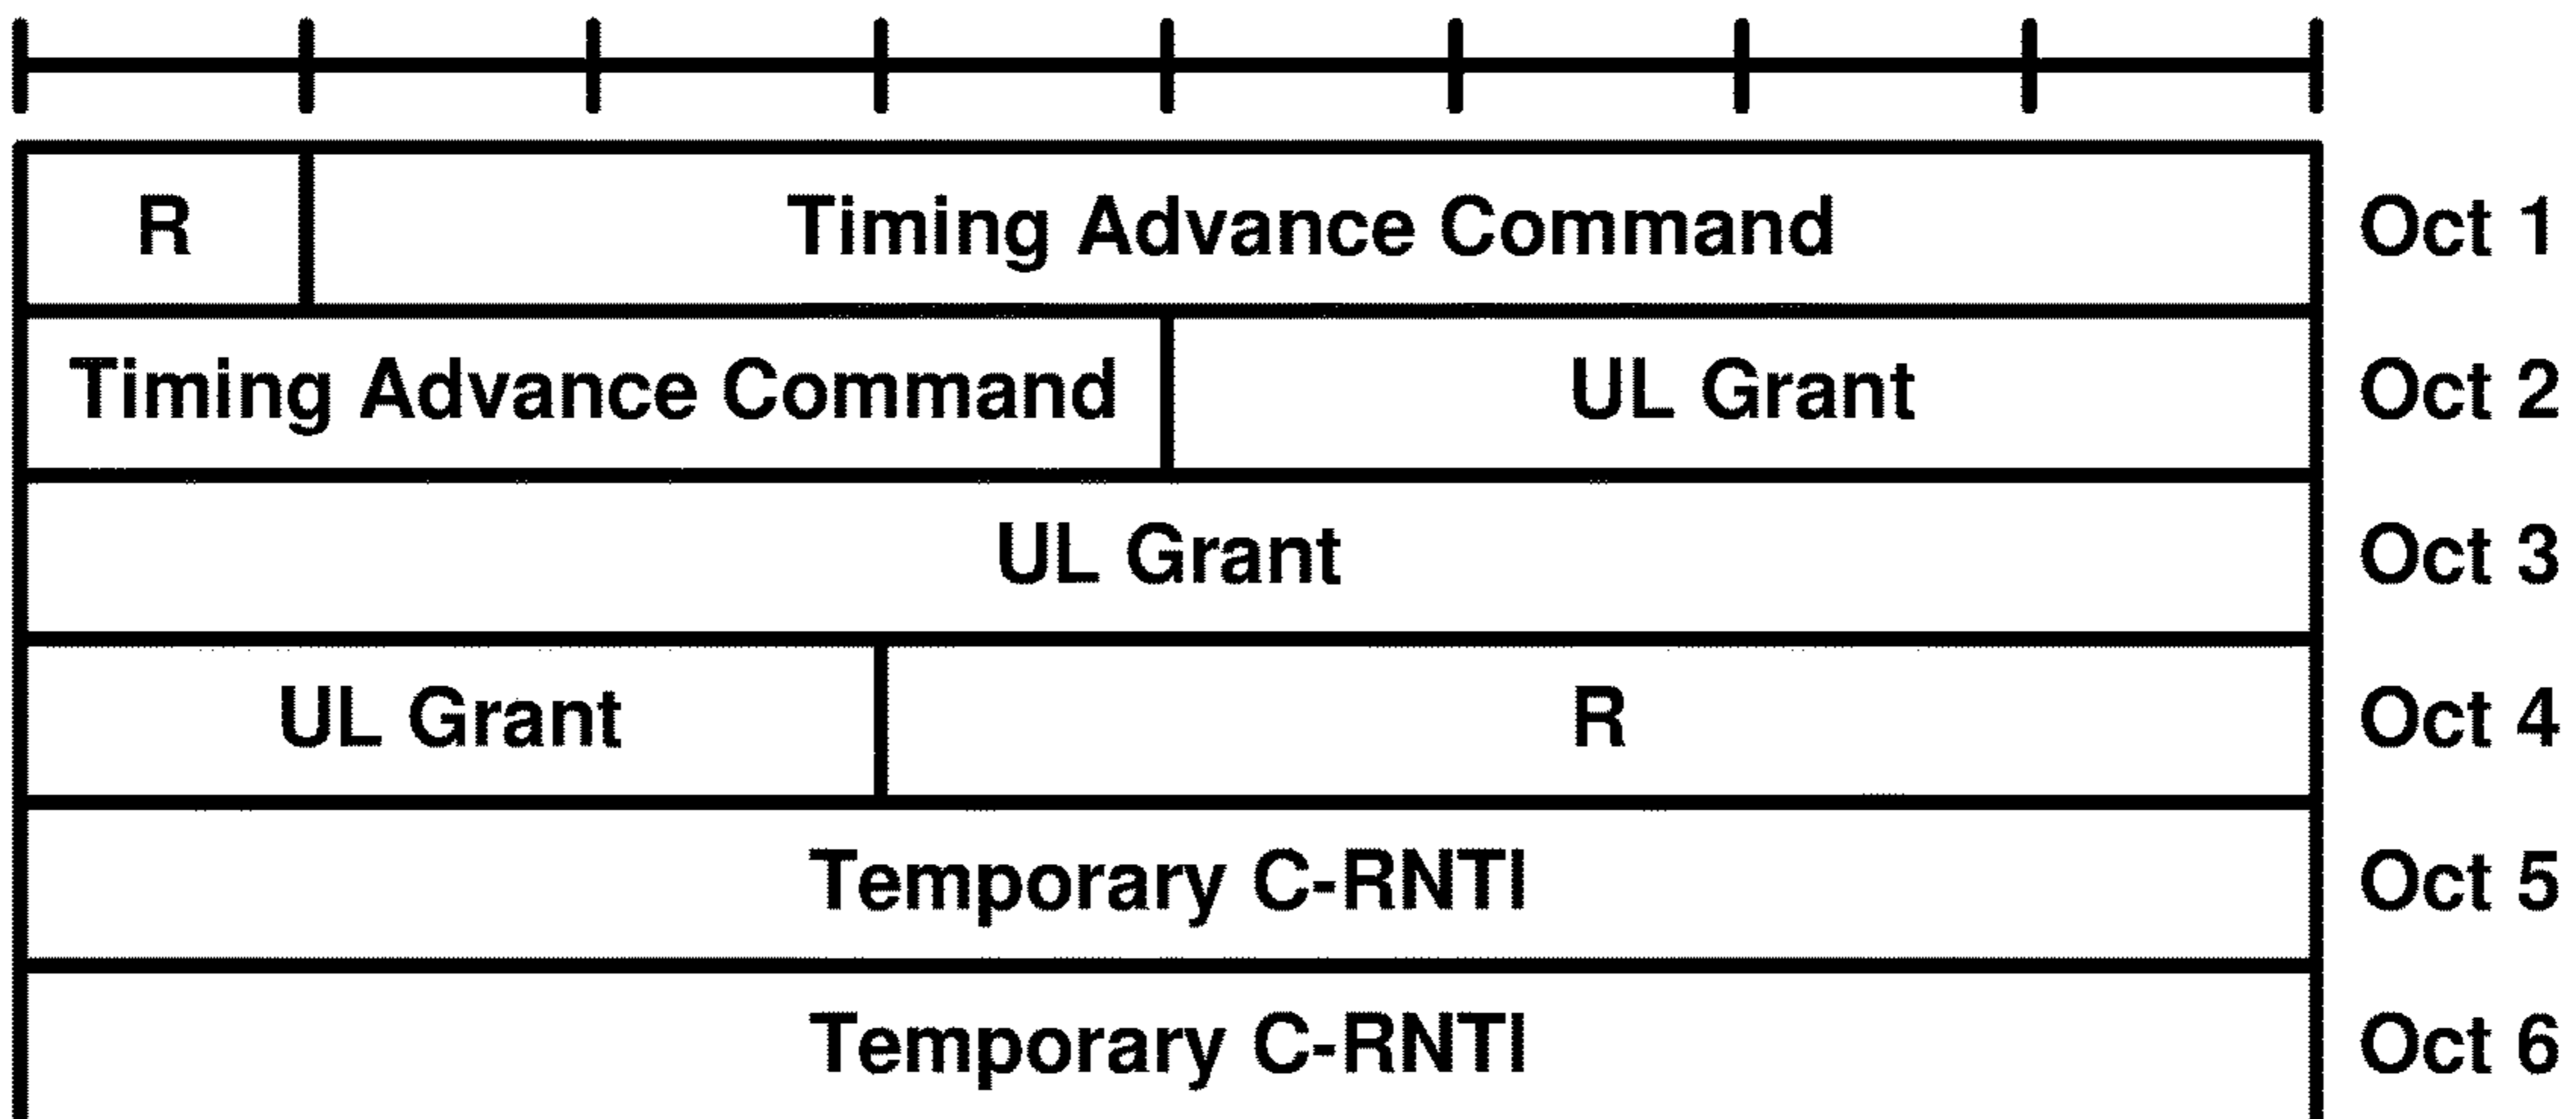 R Timing Advance Command Oct 1
Timing Advance Command UL Grant Oct 2
UL Grant Oct 3
UL Grant R Oct 4
Temporary C-RNTI Oct 5
Temporary C-RNTI Oct 6